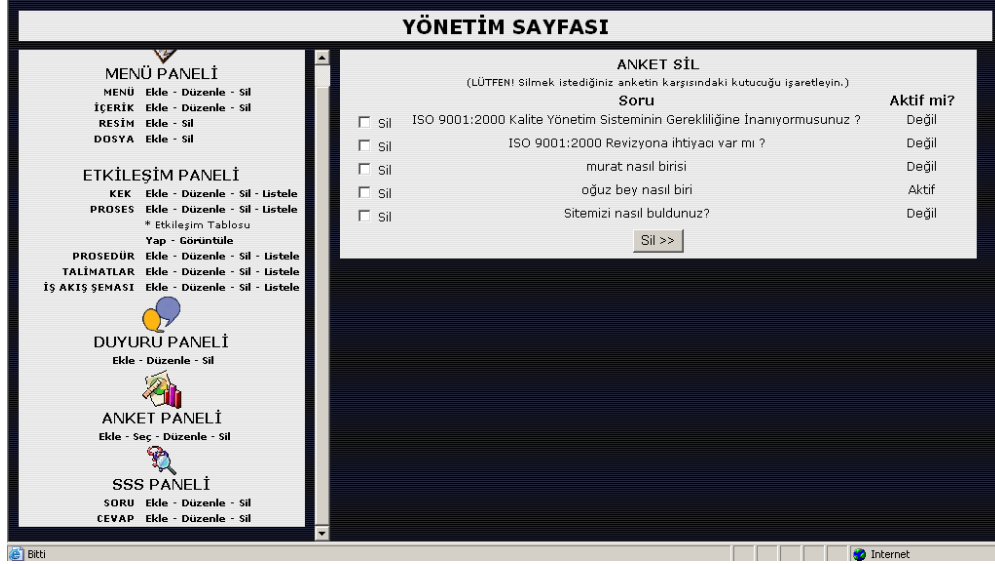 YÖNETİM SAYFASI
MENÜ PANELİ
MENÜ Ekle - Düzenle - Sil
İÇERİK Ekle - Düzenle - Sil
RESİM Ekle - Sil
DOSYA Ekle - Sil
ETKİLEŞİM PANELİ
KEK Ekle - Düzenle - Sil - Listele
PROSES Ekle - Düzenle - Sil - Listele
* Etkileşim Tablosu
Yap - Görüntüle
PROSEDÜR Ekle - Düzenle - Sil - Listele
TALİMATLAR Ekle - Düzenle - Sil - Listele
İŞ AKIŞ ŞEMASI Ekle - Düzenle - Sil - Listele
DUYURU PANELİ
Ekle - Düzenle - Sil
ANKET PANELİ
Ekle - Seç - Düzenle - Sil
SSS PANELİ
SORU Ekle - Düzenle - Sil
CEVAP Ekle - Düzenle - Sil
ANKET SİL
(LÜTFEN! Silmek istediğiniz anketin karşısındaki kutucuğu işaretleyin.)
Soru Aktif mi?
Sil ISO 9001:2000 Kalite Yönetim Sisteminin Gerekliliğine İnanıyormusunuz ? Değil
Sil ISO 9001:2000 Revizyona ihtiyacı var mı ? Değil
Sil murat nasıl birisi Değil
Sil oğuz bey nasıl biri Aktif
Sil Sitemizi nasıl buldunuz? Değil
Sil >>
Bitti Internet